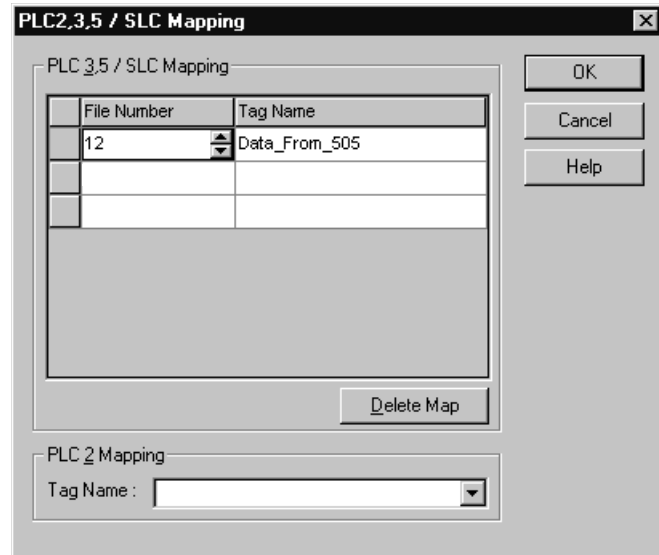 PLC2,3,5 / SLC Mapping
PLC 3,5 / SLC Mapping
File Number Tag Name
12 Data_From_505
Delete Map
PLC 2 Mapping
Tag Name :
OK
Cancel
Help